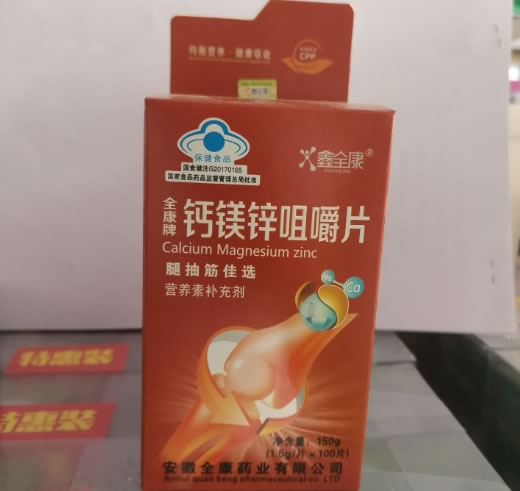 均衡营养·健康吸收
CPP
保健食品
国食健注G20170165
国家食品药品监督管理总局批准
鑫全康®
全康牌
钙镁锌咀嚼片
Calcium Magnesium zinc
腿抽筋佳选
营养素补充剂
Mg
Ca
净含量: 150g
(1.5g/片×100片)
安徽全康药业有限公司
Anhui quan kang pharmaceutical co LTD
特惠装
特惠装